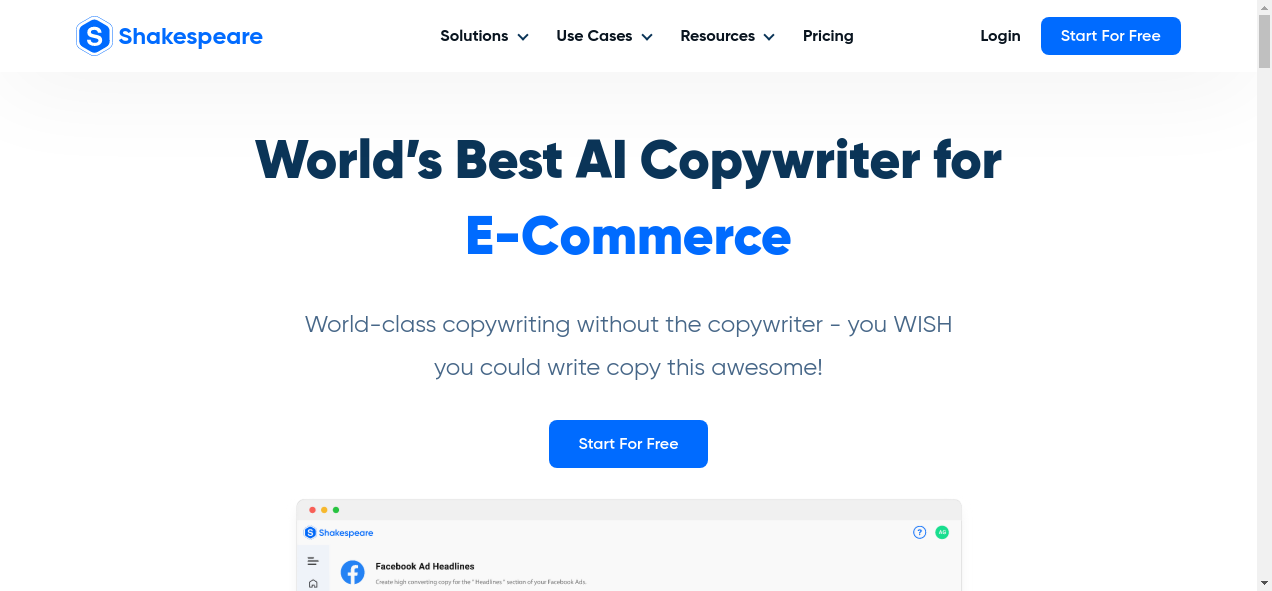 Shakespeare
Solutions Use Cases Resources Pricing Login Start For Free
World's Best AI Copywriter for
E-Commerce
World-class copywriting without the copywriter - you WISH
you could write copy this awesome!
Start For Free
Shakespeare ? AG
Facebook Ad Headlines
Create high converting copy for the "Headlines" section of your Facebook Ads.